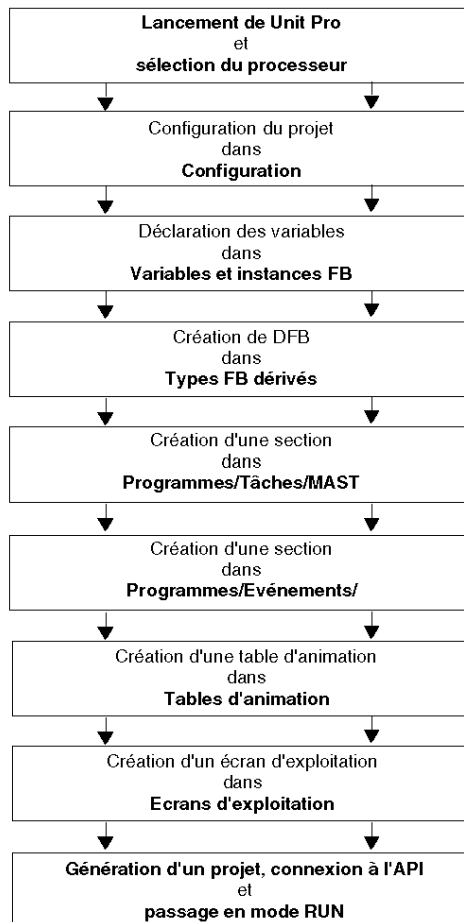 Lancement de Unit Pro
et
sélection du processeur
Configuration du projet
dans
Configuration
Déclaration des variables
dans
Variables et instances FB
Création de DFB
dans
Types FB dérivés
Création d'une section
dans
Programmes/Tâches/MAST
Création d'une section
dans
Programmes/Evénements/
Création d'une table d'animation
dans
Tables d'animation
Création d'un écran d'exploitation
dans
Ecrans d'exploitation
Génération d'un projet, connexion à l'API
et
passage en mode RUN